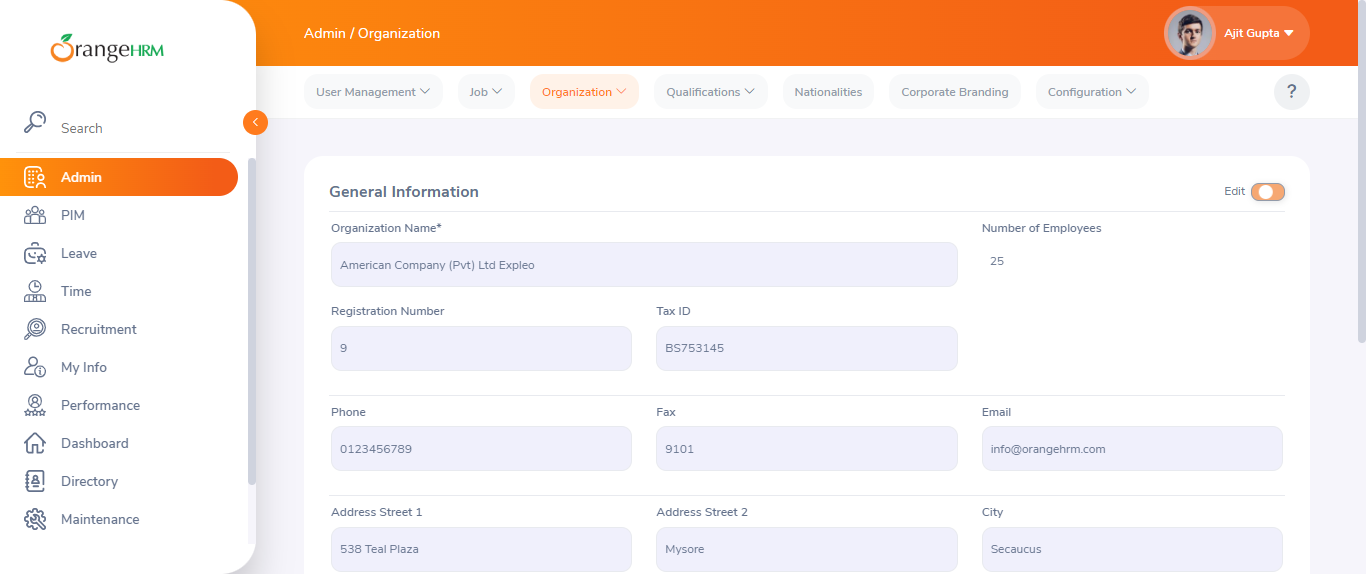 OrangeHRM
Admin / Organization
Ajit Gupta
User Management
Job
Organization
Qualifications
Nationalities
Corporate Branding
Configuration
?
Search
Admin
PIM
Leave
Time
Recruitment
My Info
Performance
Dashboard
Directory
Maintenance
General Information
Edit
Organization Name*
Number of Employees
American Company (Pvt) Ltd Expleo
25
Registration Number
Tax ID
9
BS753145
Phone
Fax
Email
0123456789
9101
info@orangehrm.com
Address Street 1
Address Street 2
City
538 Teal Plaza
Mysore
Secaucus